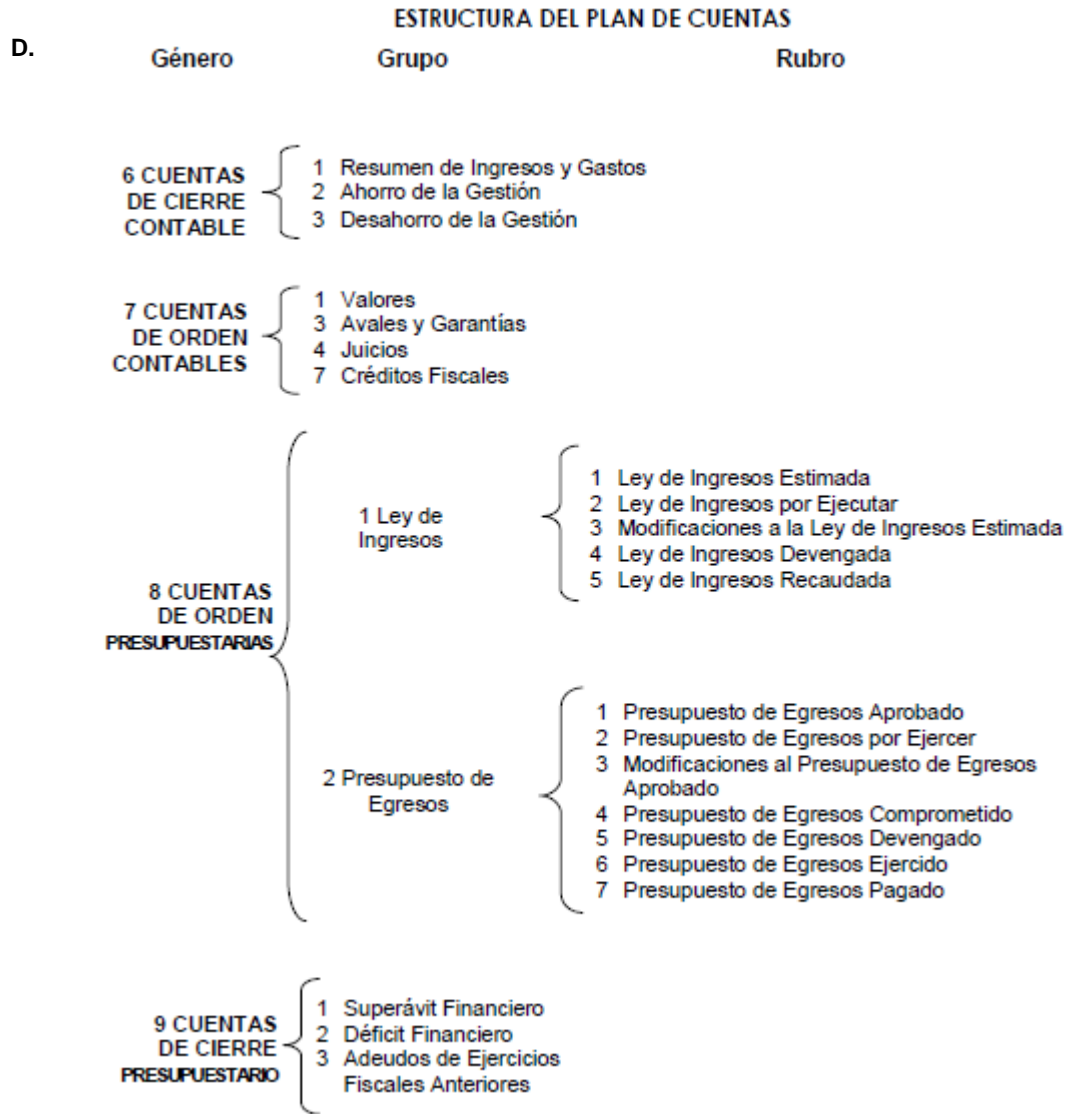 ESTRUCTURA DEL PLAN DE CUENTAS
D.
Género Grupo Rubro
6 CUENTAS
DE CIERRE
CONTABLE
1 Resumen de Ingresos y Gastos
2 Ahorro de la Gestión
3 Desahorro de la Gestión
7 CUENTAS
DE ORDEN
CONTABLES
1 Valores
3 Avales y Garantías
4 Juicios
7 Créditos Fiscales
8 CUENTAS
DE ORDEN
PRESUPUESTARIAS
1 Ley de
Ingresos
1 Ley de Ingresos Estimada
2 Ley de Ingresos por Ejecutar
3 Modificaciones a la Ley de Ingresos Estimada
4 Ley de Ingresos Devengada
5 Ley de Ingresos Recaudada
2 Presupuesto de
Egresos
1 Presupuesto de Egresos Aprobado
2 Presupuesto de Egresos por Ejercer
3 Modificaciones al Presupuesto de Egresos
Aprobado
4 Presupuesto de Egresos Comprometido
5 Presupuesto de Egresos Devengado
6 Presupuesto de Egresos Ejercido
7 Presupuesto de Egresos Pagado
9 CUENTAS
DE CIERRE
PRESUPUESTARIO
1 Superávit Financiero
2 Déficit Financiero
3 Adeudos de Ejercicios
Fiscales Anteriores